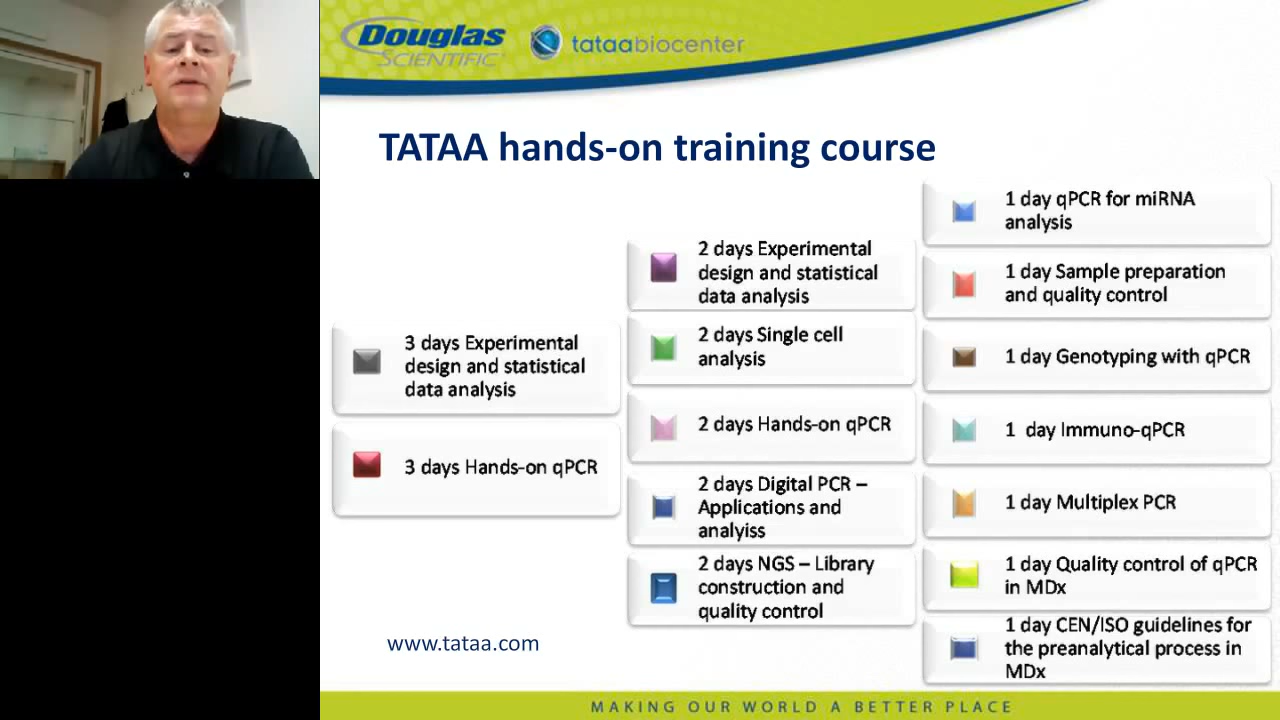 Douglas
SCIENTIFIC
tataabiocenter
TATAA hands-on training course
3 days Experimental
design and statistical
data analysis
3 days Hands-on qPCR
2 days Experimental
design and statistical
data analysis
2 days Single cell
analysis
2 days Hands-on qPCR
2 days Digital PCR –
Applications and
analyiss
2 days NGS – Library
construction and
quality control
1 day qPCR for miRNA
analysis
1 day Sample preparation
and quality control
1 day Genotyping with qPCR
1 day Immuno-qPCR
1 day Multiplex PCR
1 day Quality control of qPCR
in MDx
1 day CEN/ISO guidelines for
the preanalytical process in
MDx
www.tataa.com
MAKING OUR WORLD A BETTER PLACE